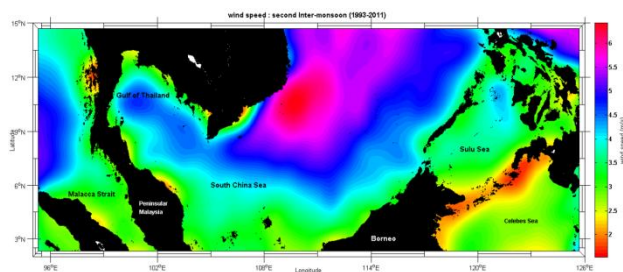 wind speed : second Inter-monsoon (1993-2011)
15°N
12°N
9°N
6°N
3°N
Latitude
Gulf of Thailand
Sulu Sea
South China Sea
Malacca Strait
Peninsular
Malaysia
Celebes Sea
Borneo
96°E
102°E
108°E
114°E
120°E
126°E
Longitude
6
5.5
5
4.5
4
3.5
3
2.5
2
wind speed (m/s)